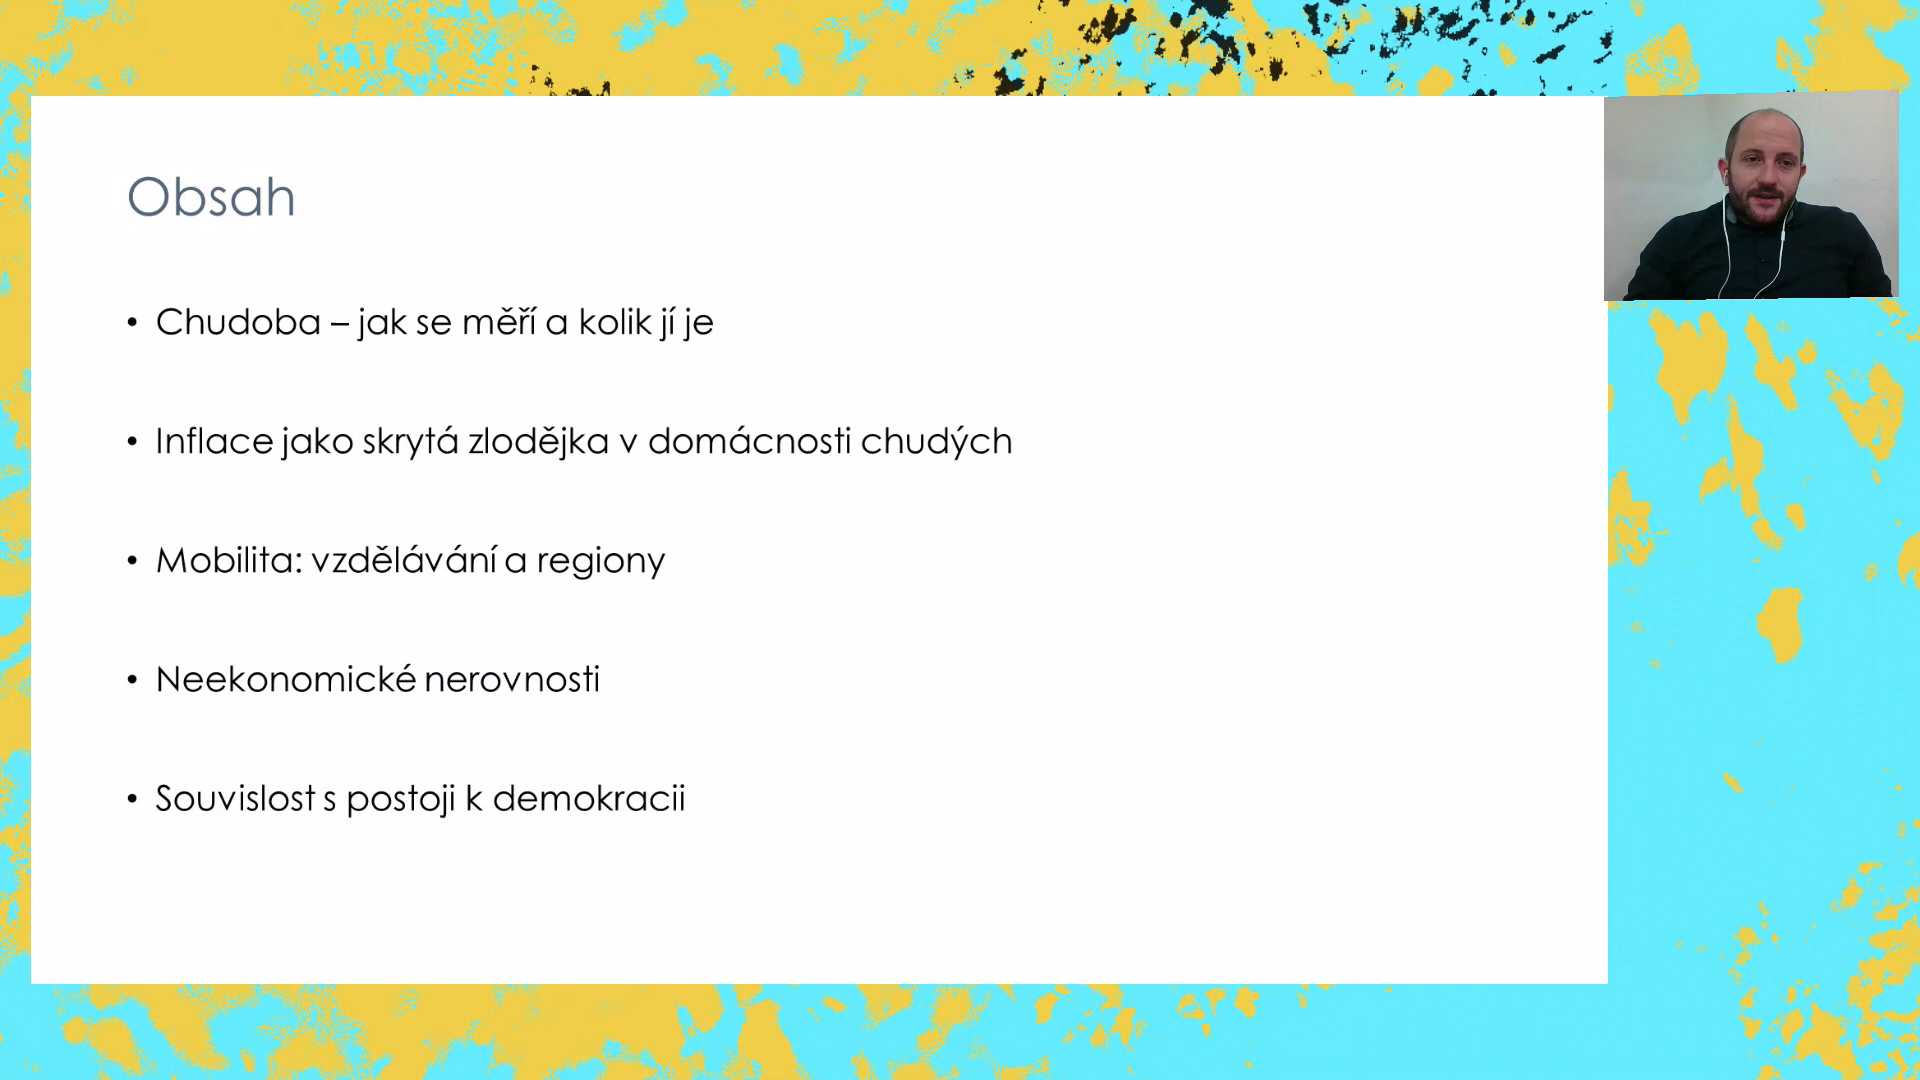 Obsah
• Chudoba – jak se měří a kolik jí je
• Inflace jako skrytá zlodějka v domácnosti chudých
• Mobilita: vzdělávání a regiony
• Neekonomické nerovnosti
• Souvislost s postoji k demokracii